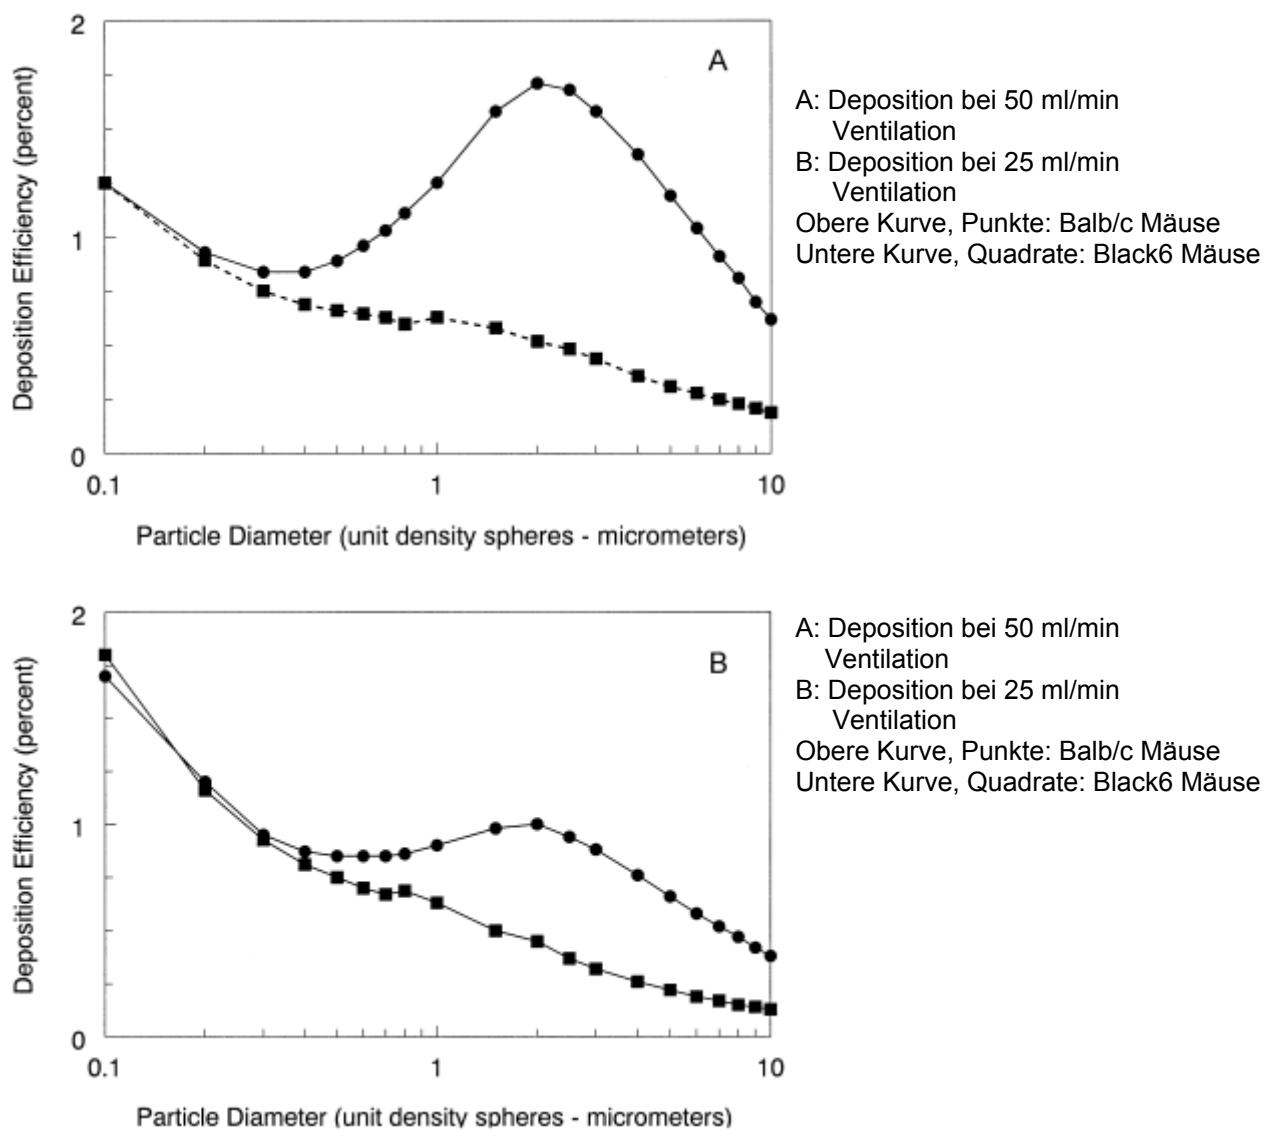 2
A
1
0
0.1
1
10
Deposition Efficiency (percent)
Particle Diameter (unit density spheres - micrometers)
A: Deposition bei 50 ml/min
Ventilation
B: Deposition bei 25 ml/min
Ventilation
Obere Kurve, Punkte: Balb/c Mäuse
Untere Kurve, Quadrate: Black6 Mäuse
2
B
1
0
0.1
1
10
Deposition Efficiency (percent)
Particle Diameter (unit density spheres - micrometers)
A: Deposition bei 50 ml/min
Ventilation
B: Deposition bei 25 ml/min
Ventilation
Obere Kurve, Punkte: Balb/c Mäuse
Untere Kurve, Quadrate: Black6 Mäuse